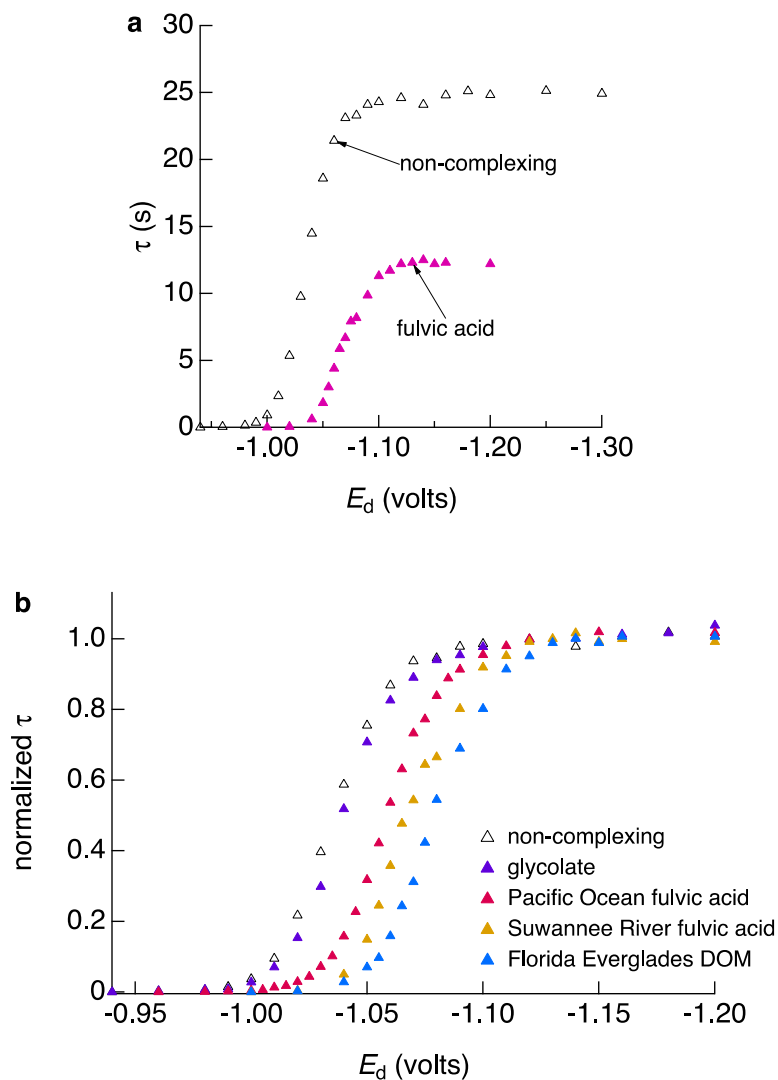 a
30
25
20
15
10
5
0
τ (s)
non-complexing
fulvic acid
-1.00 -1.10 -1.20 -1.30
Ed (volts)
b
1.0
0.8
0.6
0.4
0.2
0
normalized τ
non-complexing
glycolate
Pacific Ocean fulvic acid
Suwannee River fulvic acid
Florida Everglades DOM
-0.95 -1.00 -1.05 -1.10 -1.15 -1.20
Ed (volts)